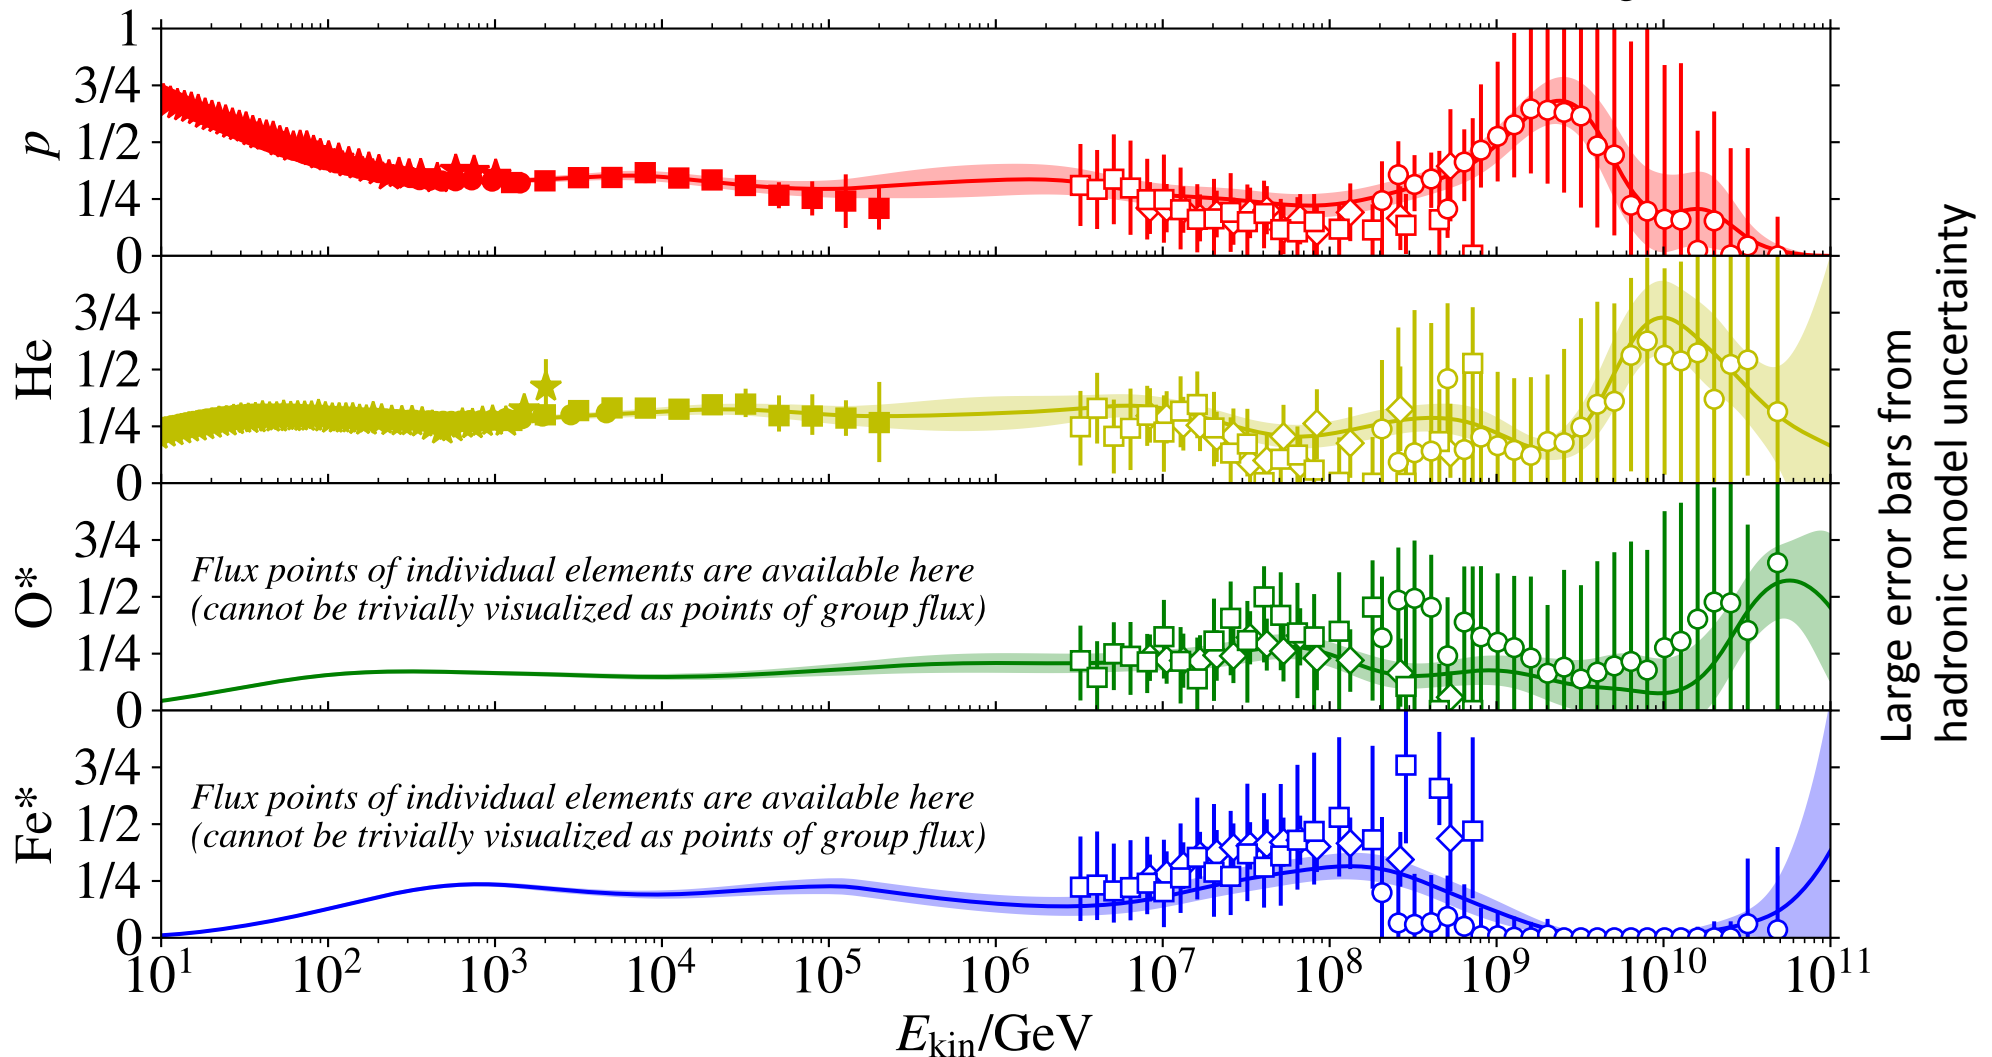 1
3/4
1/2
1/4
0
p
3/4
1/2
1/4
0
He
3/4
1/2
1/4
0
O*
Flux points of individual elements are available here
(cannot be trivially visualized as points of group flux)
3/4
1/2
1/4
0
Fe*
Flux points of individual elements are available here
(cannot be trivially visualized as points of group flux)
10¹ 10² 10³ 10⁴ 10⁵ 10⁶ 10⁷ 10⁸ 10⁹ 10¹⁰ 10¹¹
E_kin/GeV
Large error bars from
hadronic model uncertainty